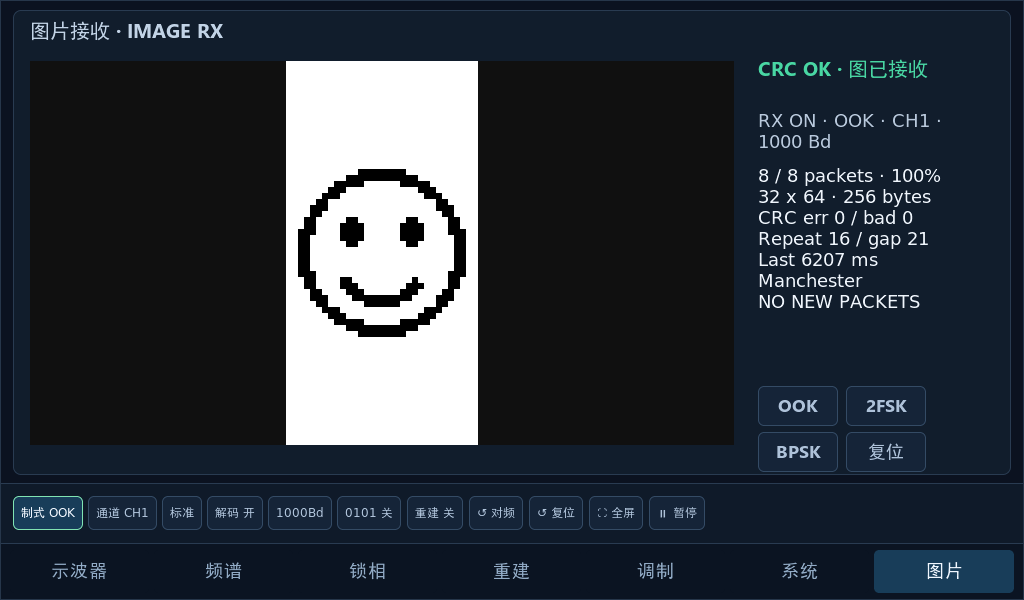 图片接收 · IMAGE RX
CRC OK · 图已接收
RX ON · OOK · CH1 ·
1000 Bd
8 / 8 packets · 100%
32 x 64 · 256 bytes
CRC err 0 / bad 0
Repeat 16 / gap 21
Last 6207 ms
Manchester
NO NEW PACKETS
OOK 2FSK
BPSK 复位
制式 OOK 通道 CH1 标准 解码 开 1000Bd 0101 关 重建 关 ↺ 对频 ↺ 复位 ⛶ 全屏 ⏸ 暂停
示波器 频谱 锁相 重建 调制 系统 图片